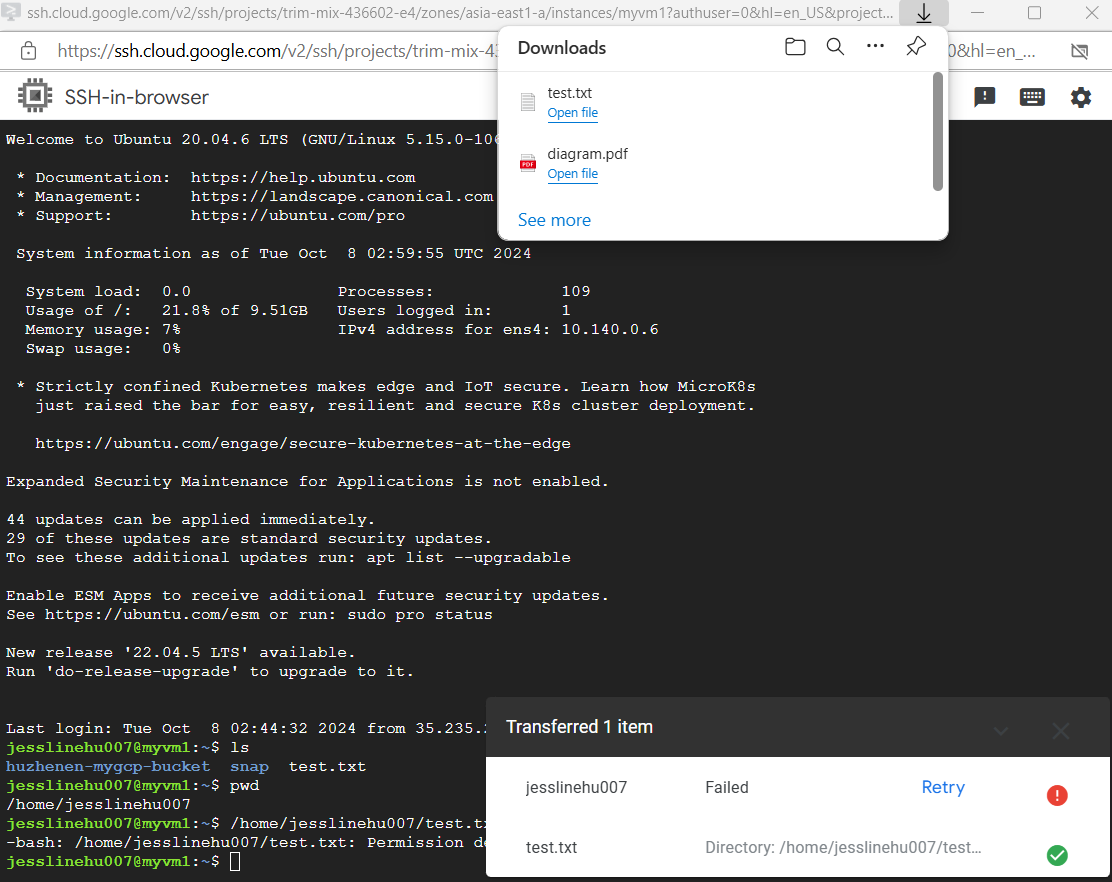 ssh.cloud.google.com/v2/ssh/projects/trim-mix-436602-e4/zones/asia-east1-a/instances/myvm1?authuser=0&hl=en_US&project...
https://ssh.cloud.google.com/v2/ssh/projects/trim-mix-43 0&hl=en_...
Downloads
test.txt
Open file
PDF
diagram.pdf
Open file
See more
SSH-in-browser
Welcome to Ubuntu 20.04.6 LTS (GNU/Linux 5.15.0-106
* Documentation: https://help.ubuntu.com
* Management: https://landscape.canonical.com
* Support: https://ubuntu.com/pro
System information as of Tue Oct 8 02:59:55 UTC 2024
System load: 0.0 Processes: 109
Usage of /: 21.8% of 9.51GB Users logged in: 1
Memory usage: 7% IPv4 address for ens4: 10.140.0.6
Swap usage: 0%
* Strictly confined Kubernetes makes edge and IoT secure. Learn how MicroK8s
just raised the bar for easy, resilient and secure K8s cluster deployment.
https://ubuntu.com/engage/secure-kubernetes-at-the-edge
Expanded Security Maintenance for Applications is not enabled.
44 updates can be applied immediately.
29 of these updates are standard security updates.
To see these additional updates run: apt list --upgradable
Enable ESM Apps to receive additional future security updates.
See https://ubuntu.com/esm or run: sudo pro status
New release '22.04.5 LTS' available.
Run 'do-release-upgrade' to upgrade to it.
Last login: Tue Oct 8 02:44:32 2024 from 35.235.
jesslinehu007@myvm1:~$ ls
huzhenen-mygcp-bucket snap test.txt
jesslinehu007@myvm1:~$ pwd
/home/jesslinehu007
jesslinehu007@myvm1:~$ /home/jesslinehu007/test.tx
-bash: /home/jesslinehu007/test.txt: Permission de
jesslinehu007@myvm1:~$
Transferred 1 item
jesslinehu007 Failed Retry
test.txt Directory: /home/jesslinehu007/test...